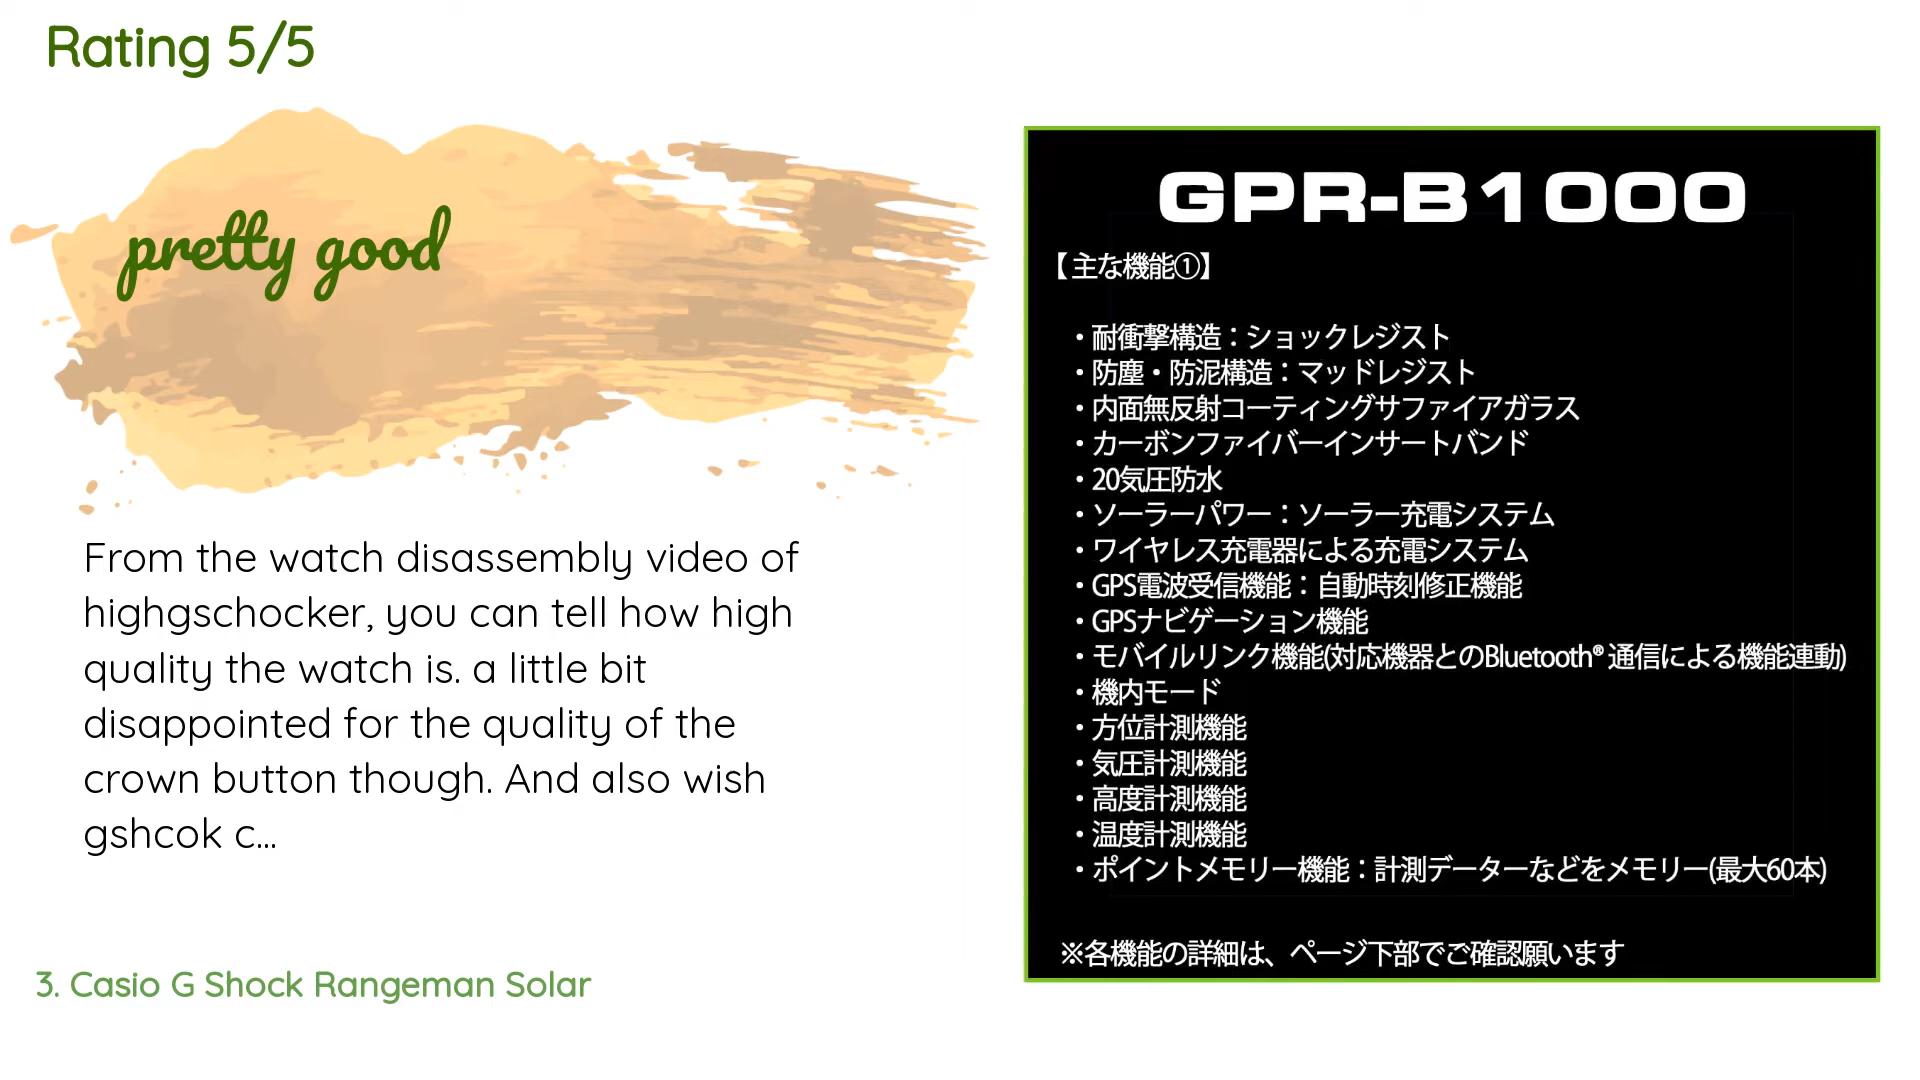 Rating 5/5
pretty good
From the watch disassembly video of
highgschocker, you can tell how high
quality the watch is. a little bit
disappointed for the quality of the
crown button though. And also wish
gshcok c...
3. Casio G Shock Rangeman Solar
GPR-B1000
【主な機能①】
・耐衝撃構造：ショックレジスト
・防塵・防泥構造：マッドレジスト
・内面無反射コーティングサファイアガラス
・カーボンファイバーインサートバンド
・20気圧防水
・ソーラーパワー：ソーラー充電システム
・ワイヤレス充電器による充電システム
・GPS電波受信機能：自動時刻修正機能
・GPSナビゲーション機能
・モバイルリンク機能(対応機器とのBluetooth®通信による機能連動)
・機内モード
・方位計測機能
・気圧計測機能
・高度計測機能
・温度計測機能
・ポイントメモリー機能：計測データーなどをメモリー(最大60本)
※各機能の詳細は、ページ下部でご確認願います